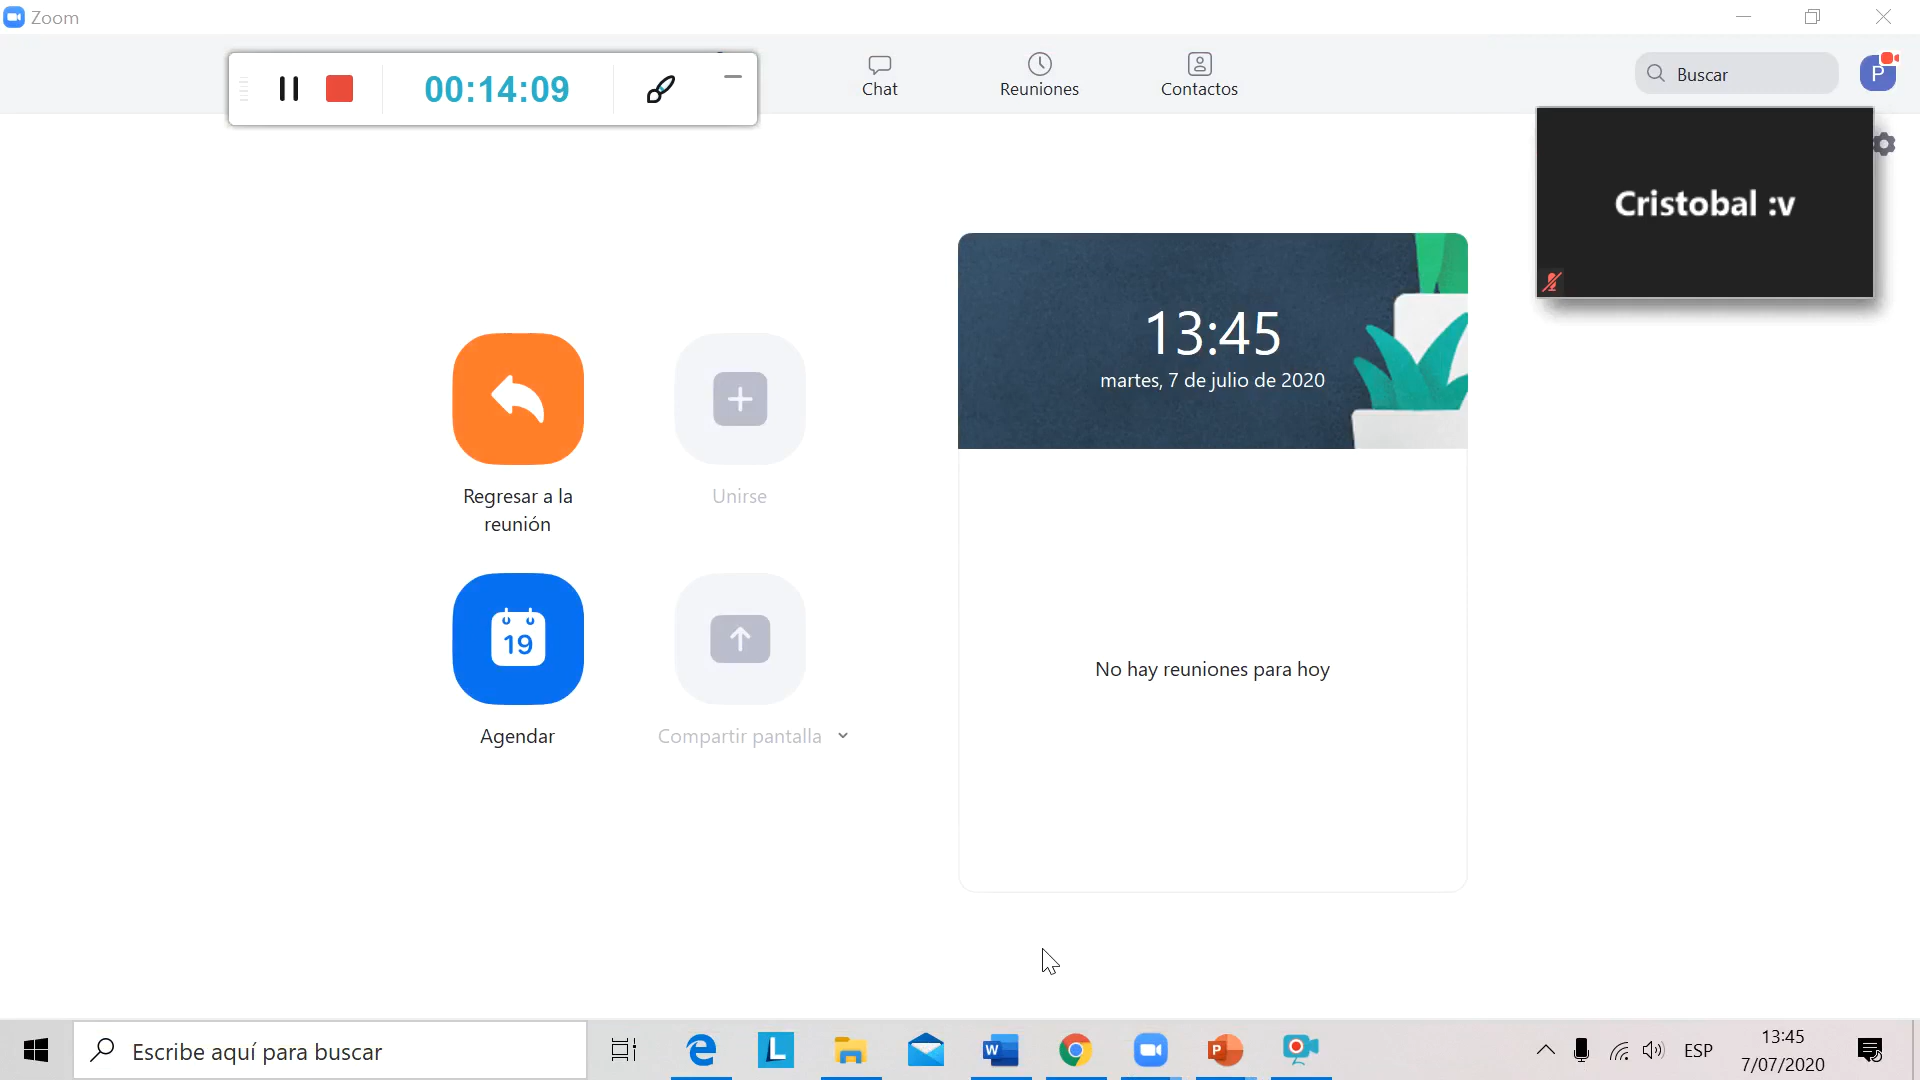 Zoom
00:14:09
Chat
Reuniones
Contactos
Buscar
P
Cristobal :v
13:45
martes, 7 de julio de 2020
Regresar a la
reunión
Unirse
19
Agendar
Compartir pantalla
No hay reuniones para hoy
Escribe aquí para buscar
L
W
P
ESP
13:45
7/07/2020